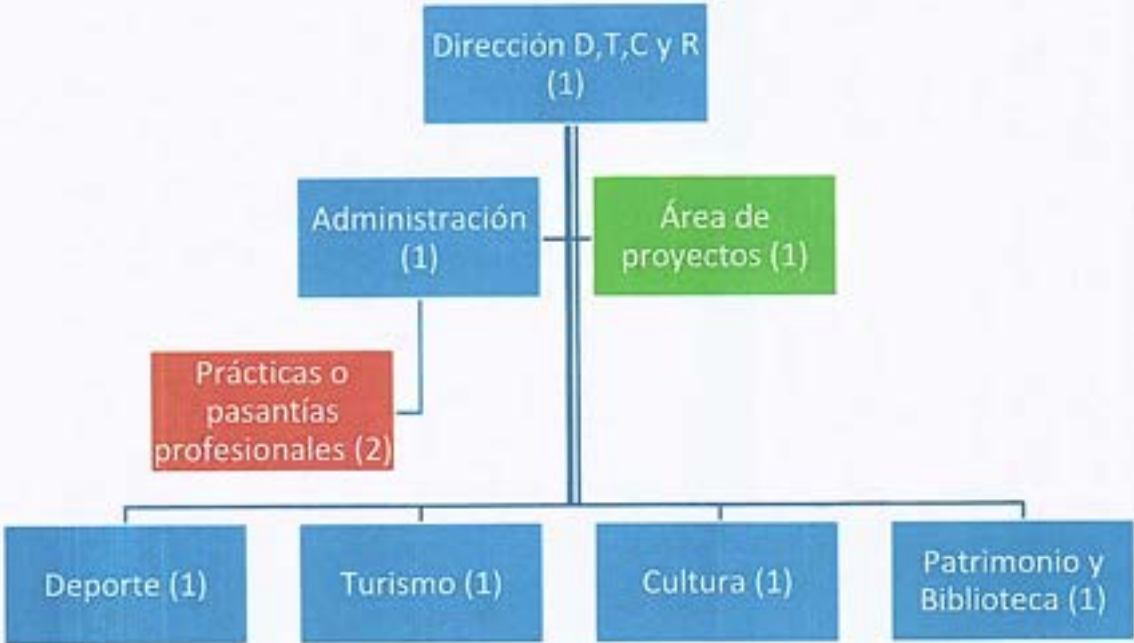 Dirección D,T,C y R
(1)
Administración
(1)
Área de
proyectos (1)
Prácticas o
pasantías
profesionales (2)
Deporte (1)
Turismo (1)
Cultura (1)
Patrimonio y
Biblioteca (1)